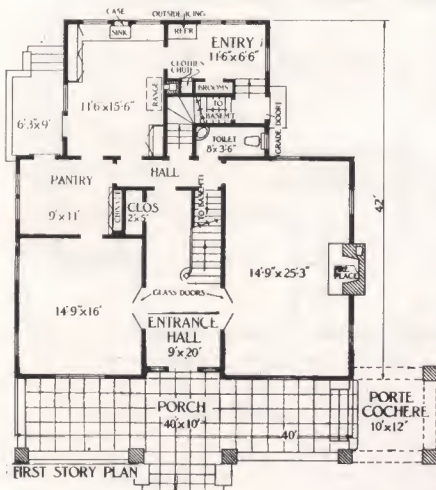 CASE
OUTSIDE ICING
SINK
REF'R
ENTRY
11'6"x6'6"
CLOTHES
CHUTE
BROOMS
RANGE
TO
BASEMT
GRADE DOOR
11'6"x15'6"
6'3"x9'
TOILET
8'x3'6"
PANTRY
HALL
TO BASEMT
9'x11'
CLOS
2'x5'
42'
14'9"x16'
14'9"x25'3"
FIRE
PLACE
GLASS DOORS
ENTRANCE
HALL
9'x20'
PORCH
40'x10'
40'
PORTE
COCHERE
10'x12'
FIRST STORY PLAN